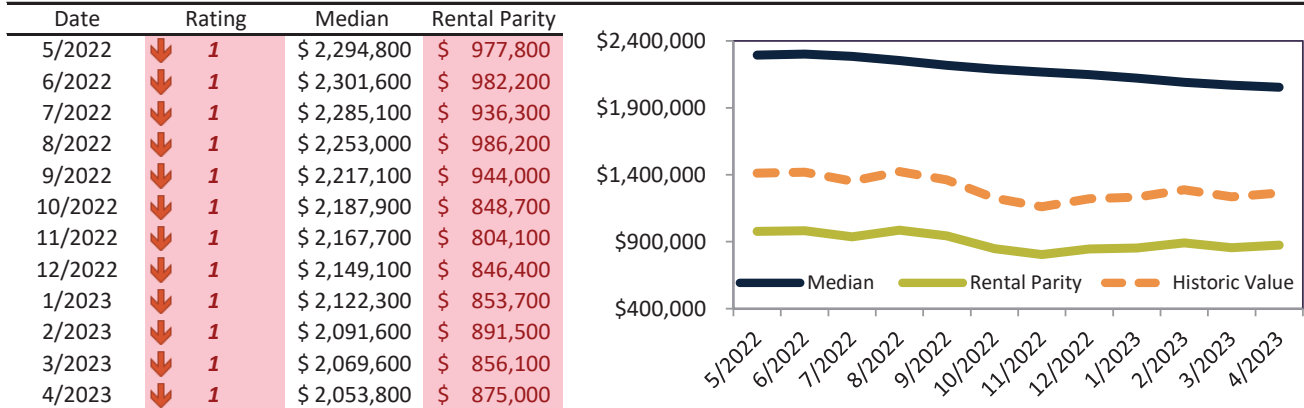 Date Rating Median Rental Parity
5/2022 1 $ 2,294,800 $ 977,800
6/2022 1 $ 2,301,600 $ 982,200
7/2022 1 $ 2,285,100 $ 936,300
8/2022 1 $ 2,253,000 $ 986,200
9/2022 1 $ 2,217,100 $ 944,000
10/2022 1 $ 2,187,900 $ 848,700
11/2022 1 $ 2,167,700 $ 804,100
12/2022 1 $ 2,149,100 $ 846,400
1/2023 1 $ 2,122,300 $ 853,700
2/2023 1 $ 2,091,600 $ 891,500
3/2023 1 $ 2,069,600 $ 856,100
4/2023 1 $ 2,053,800 $ 875,000
$2,400,000
$1,900,000
$1,400,000
$900,000
$400,000
Median Rental Parity Historic Value
5/2022 6/2022 7/2022 8/2022 9/2022 10/2022 11/2022 12/2022 1/2023 2/2023 3/2023 4/2023